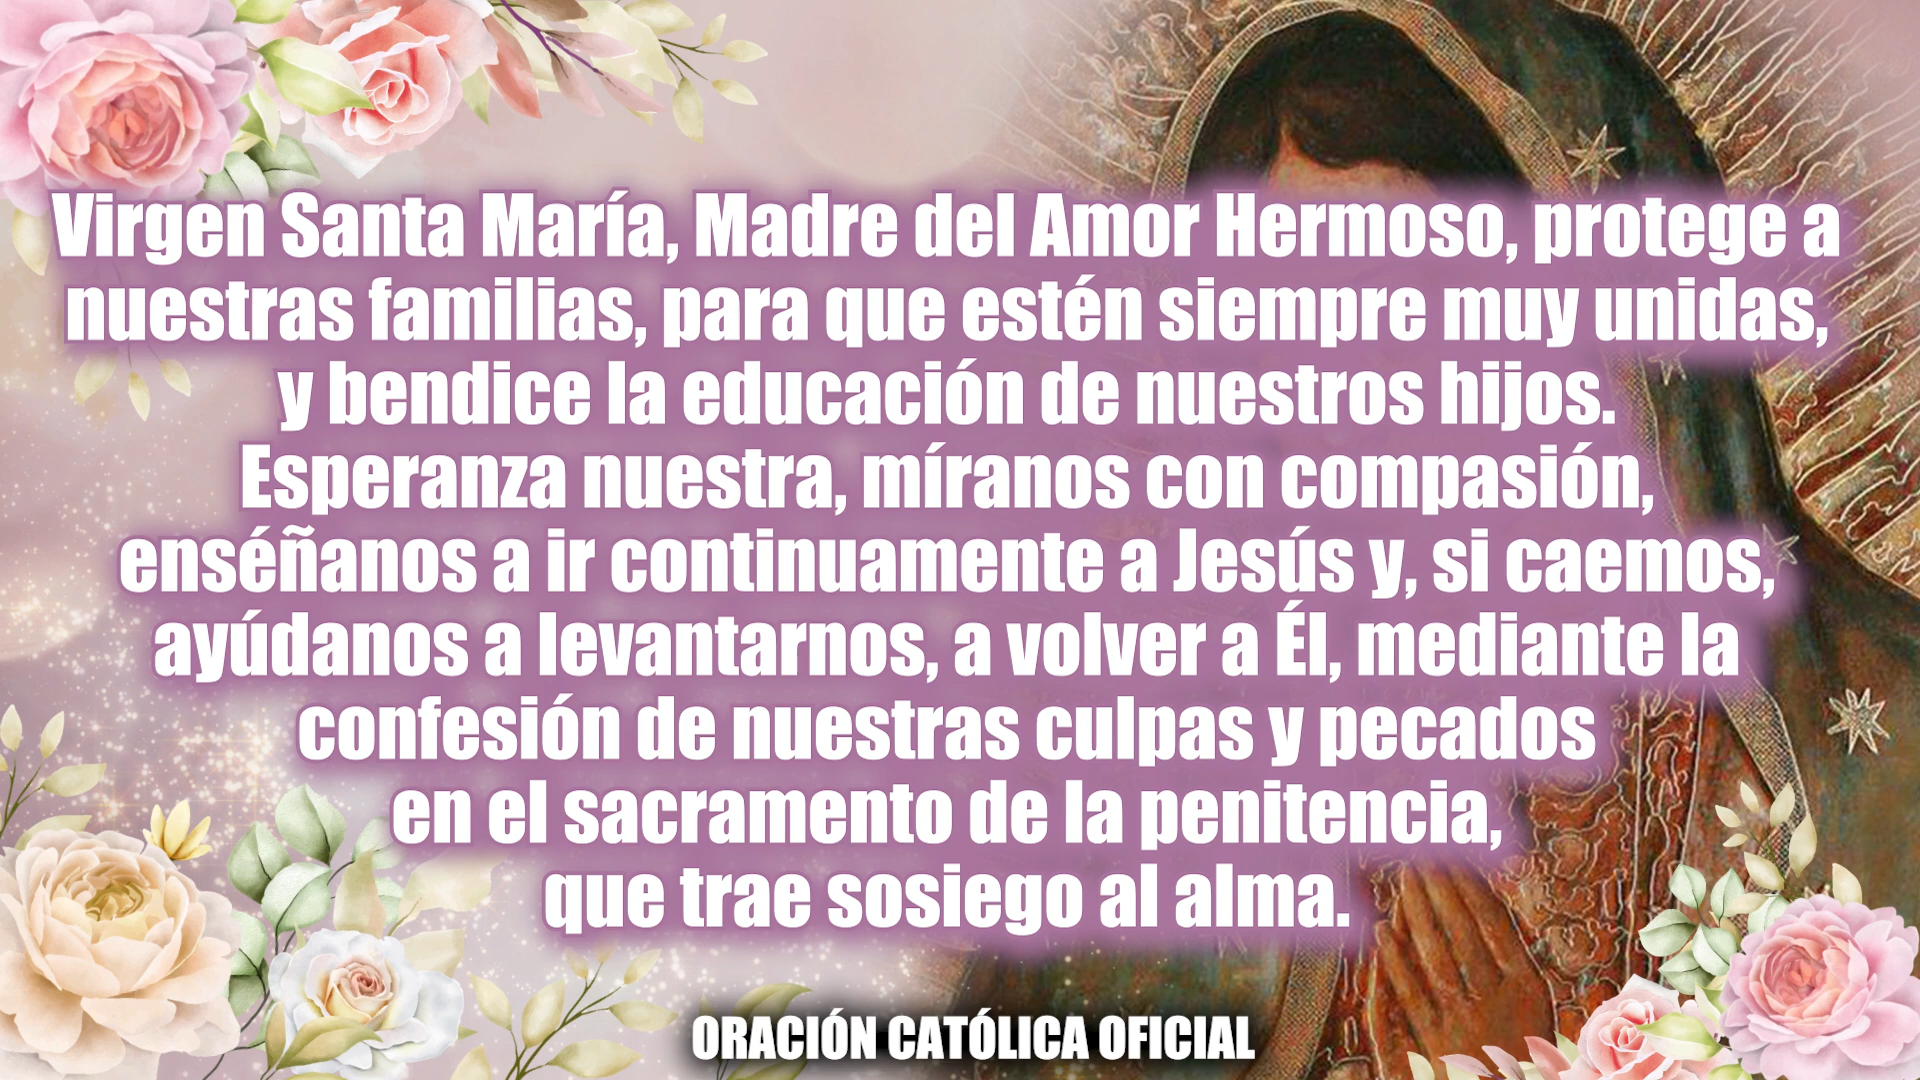 Virgen Santa María, Madre del Amor Hermoso, protege a
nuestras familias, para que estén siempre muy unidas,
y bendice la educación de nuestros hijos.
Esperanza nuestra, míranos con compasión,
enséñanos a ir continuamente a Jesús y, si caemos,
ayúdanos a levantarnos, a volver a Él, mediante la
confesión de nuestras culpas y pecados
en el sacramento de la penitencia,
que trae sosiego al alma.
ORACIÓN CATÓLICA OFICIAL